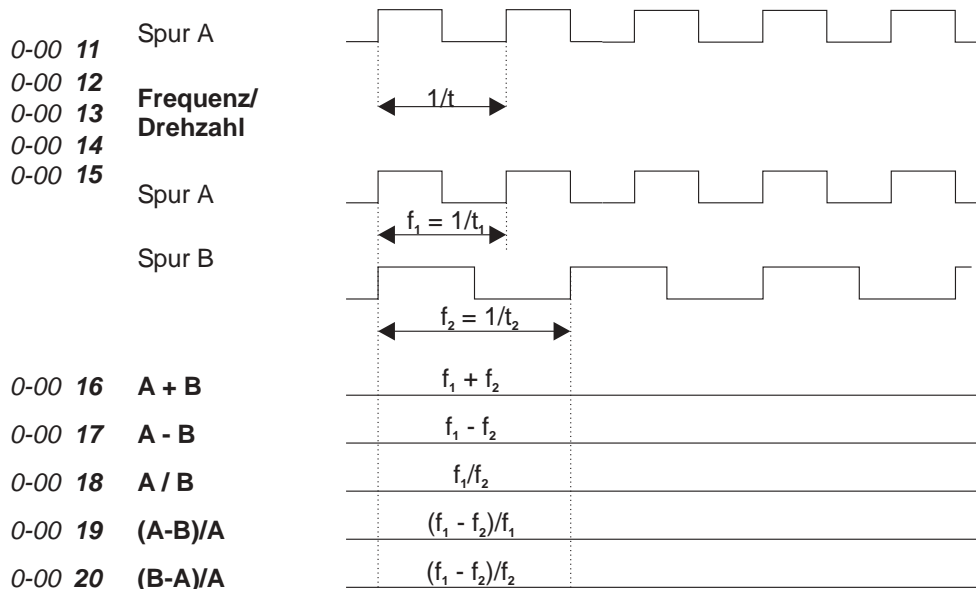 Spur A
0-00 11
0-00 12
0-00 13
0-00 14
0-00 15
Frequenz/
Drehzahl
1/t
Spur A
f₁ = 1/t₁
Spur B
f₂ = 1/t₂
0-00 16 A + B f₁ + f₂
0-00 17 A - B f₁ - f₂
0-00 18 A / B f₁/f₂
0-00 19 (A-B)/A (f₁ - f₂)/f₁
0-00 20 (B-A)/A (f₁ - f₂)/f₂